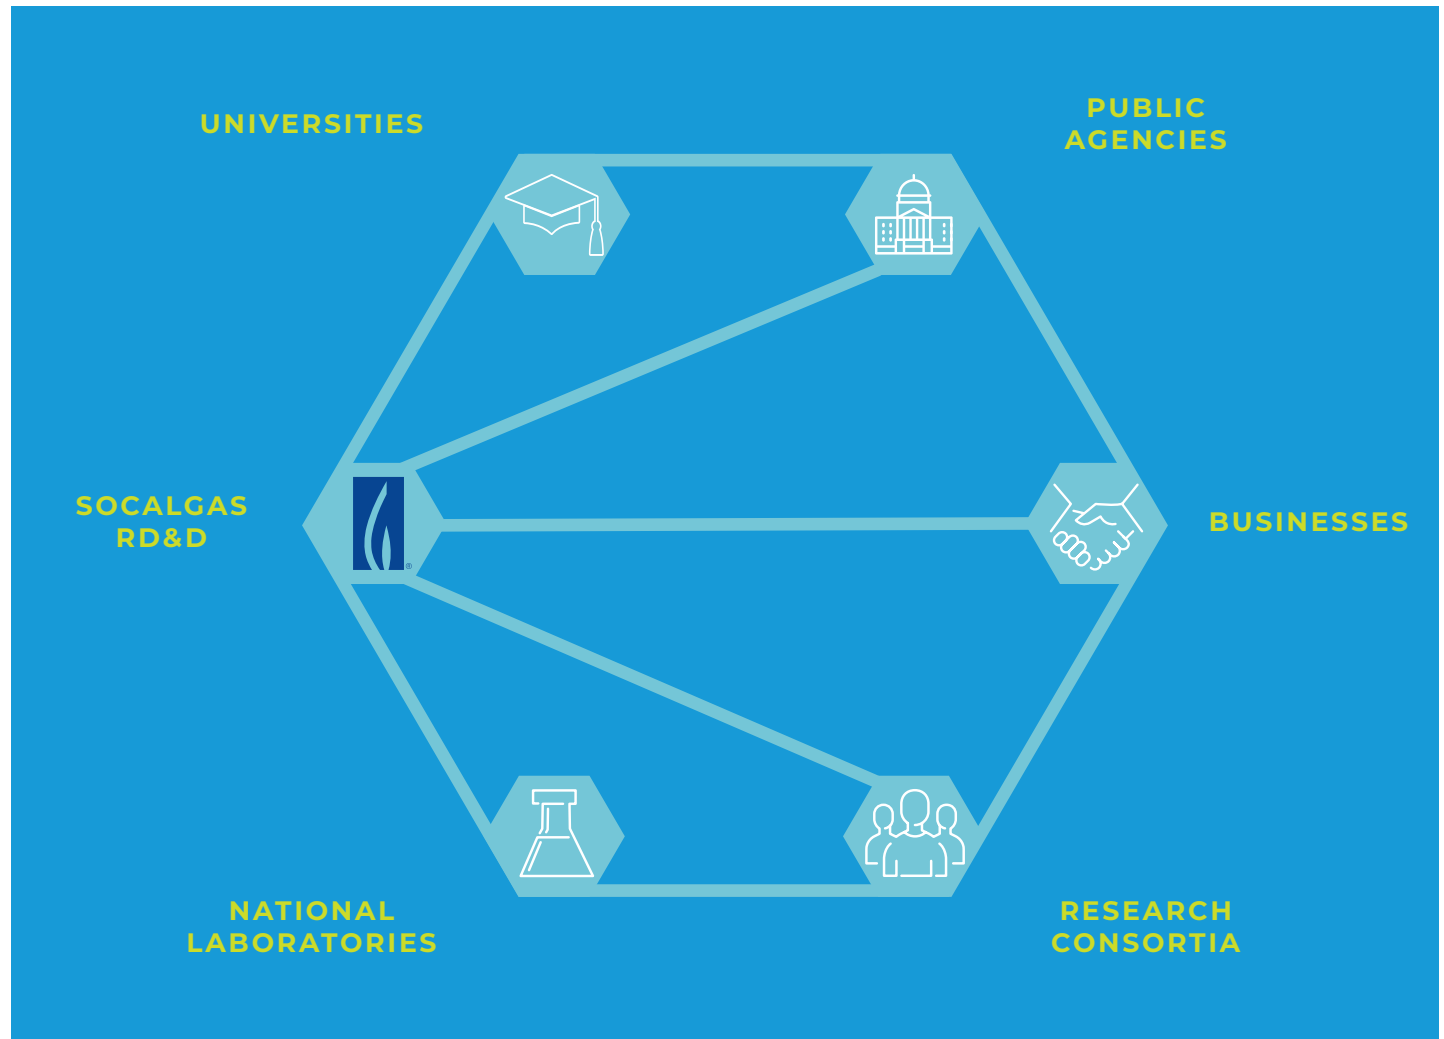 UNIVERSITIES
PUBLIC
AGENCIES
SOCALGAS
RD&D
®
BUSINESSES
NATIONAL
LABORATORIES
RESEARCH
CONSORTIA